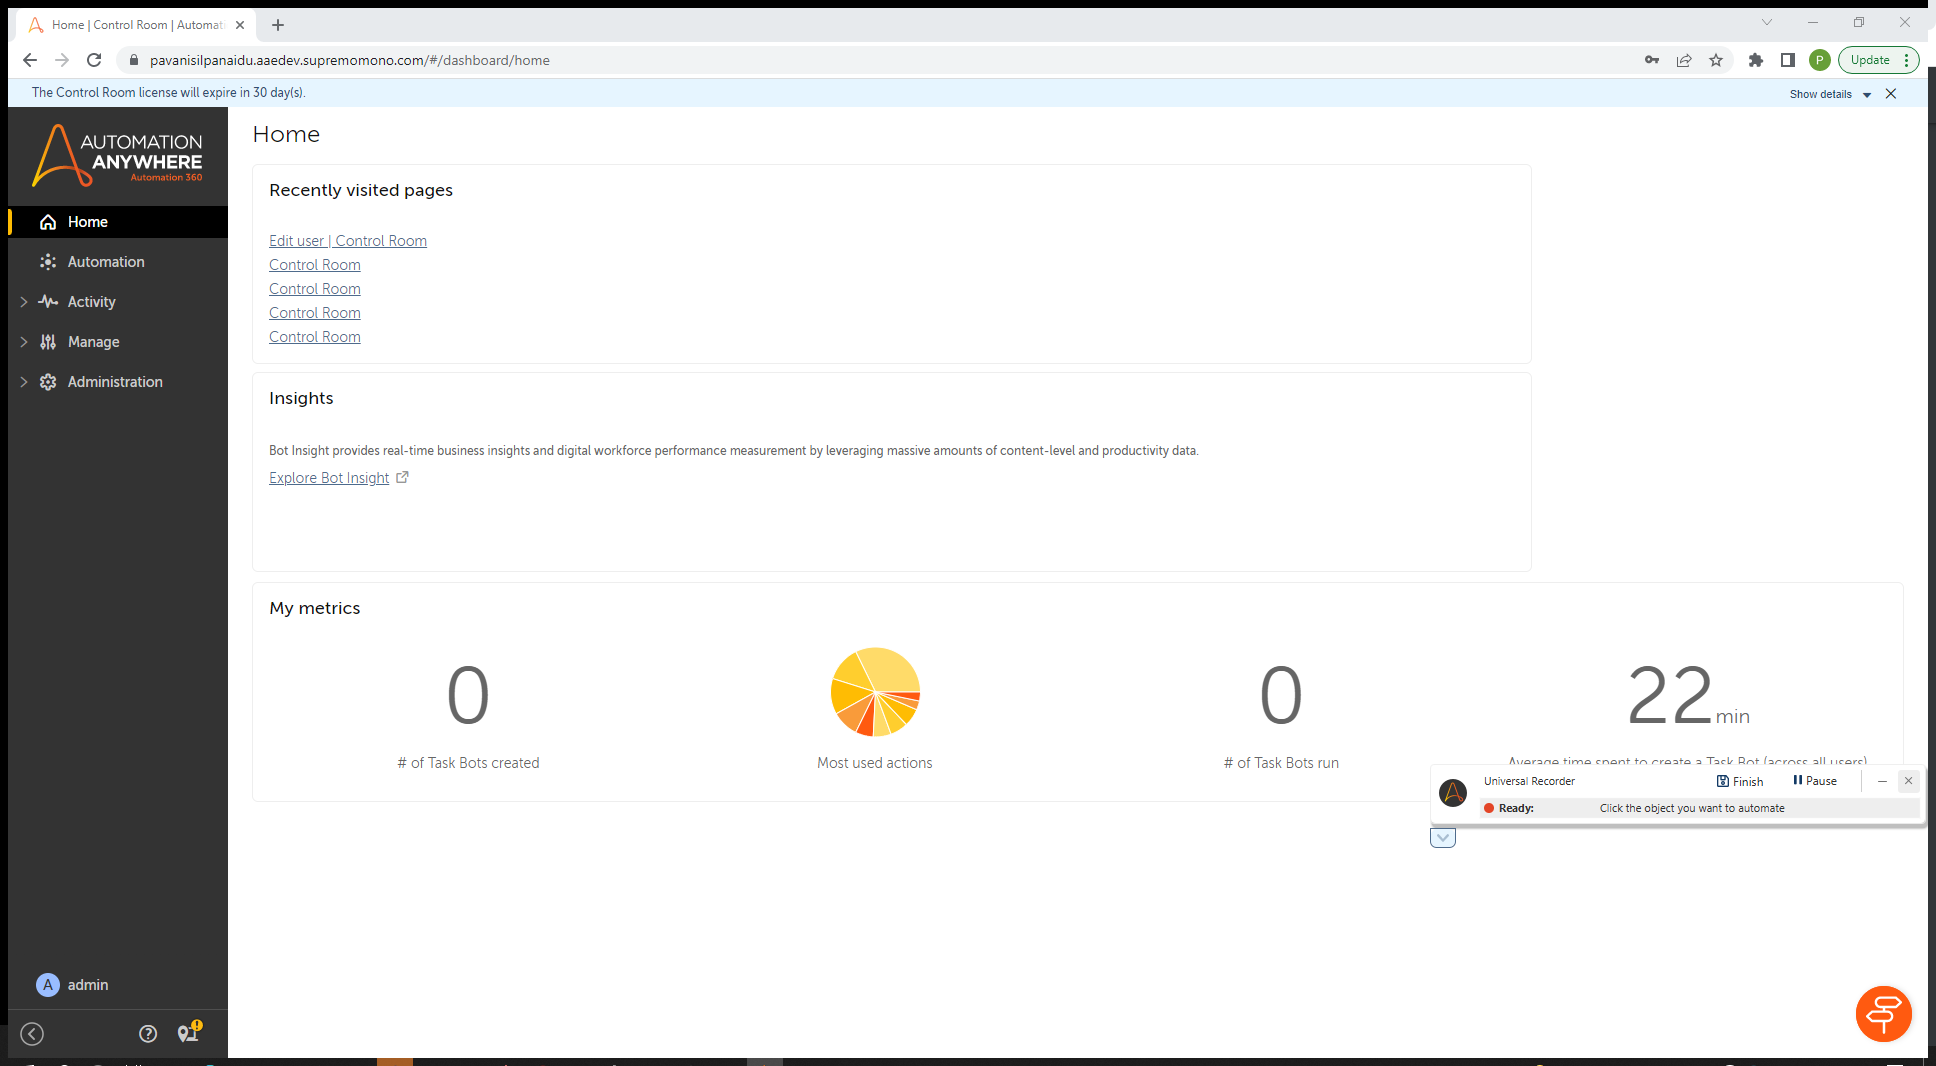 Home | Control Room | Automat
pavanisilpanaidu.aaedev.supremomono.com/#/dashboard/home
P
Update
The Control Room license will expire in 30 day(s).
Show details
AUTOMATION
ANYWHERE
Automation 360
Home
Automation
Activity
Manage
Administration
A admin
Home
Recently visited pages
Edit user | Control Room
Control Room
Control Room
Control Room
Control Room
Insights
Bot Insight provides real-time business insights and digital workforce performance measurement by leveraging massive amounts of content-level and productivity data.
Explore Bot Insight
My metrics
0
# of Task Bots created
Most used actions
0
# of Task Bots run
22 min
Average time spent to create a Task Bot (across all users)
Universal Recorder
Finish
Pause
Ready:
Click the object you want to automate